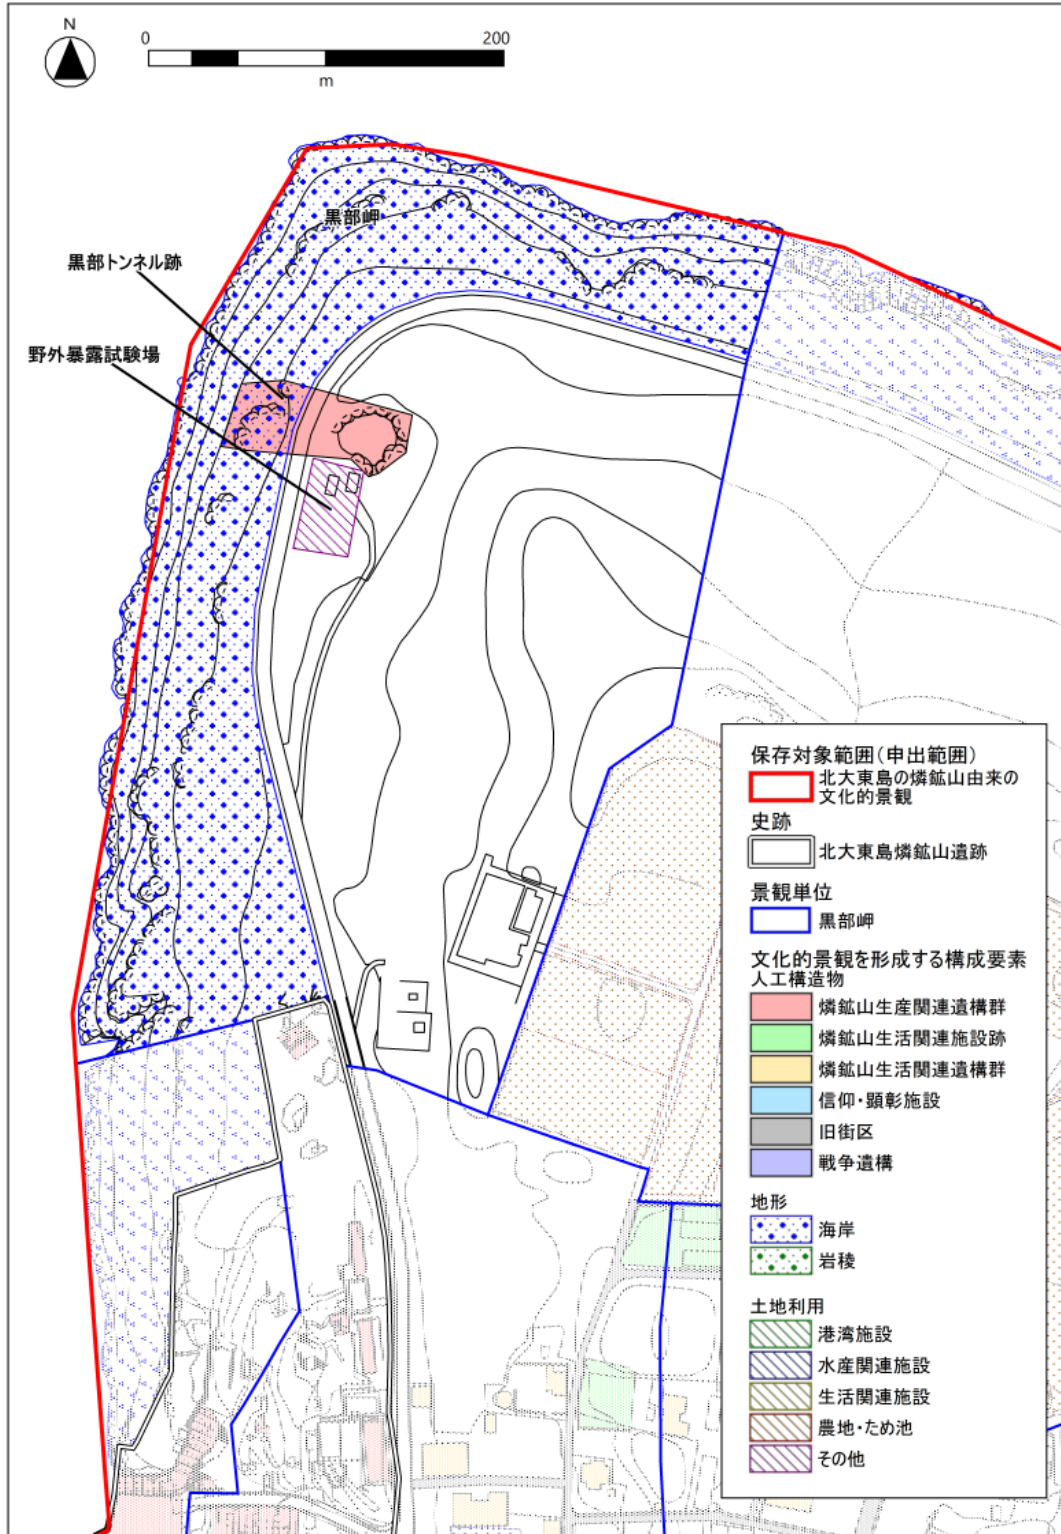 N
0 200
m
黒部岬
黒部トンネル跡
野外暴露試験場
保存対象範囲(申出範囲)
北大東島の燐鉱山由来の
文化的景観
史跡
北大東島燐鉱山遺跡
景観単位
黒部岬
文化的景観を形成する構成要素
人工構造物
燐鉱山生産関連遺構群
燐鉱山生活関連施設跡
燐鉱山生活関連遺構群
信仰・顕彰施設
旧街区
戦争遺構
地形
海岸
岩稜
土地利用
港湾施設
水産関連施設
生活関連施設
農地・ため池
その他